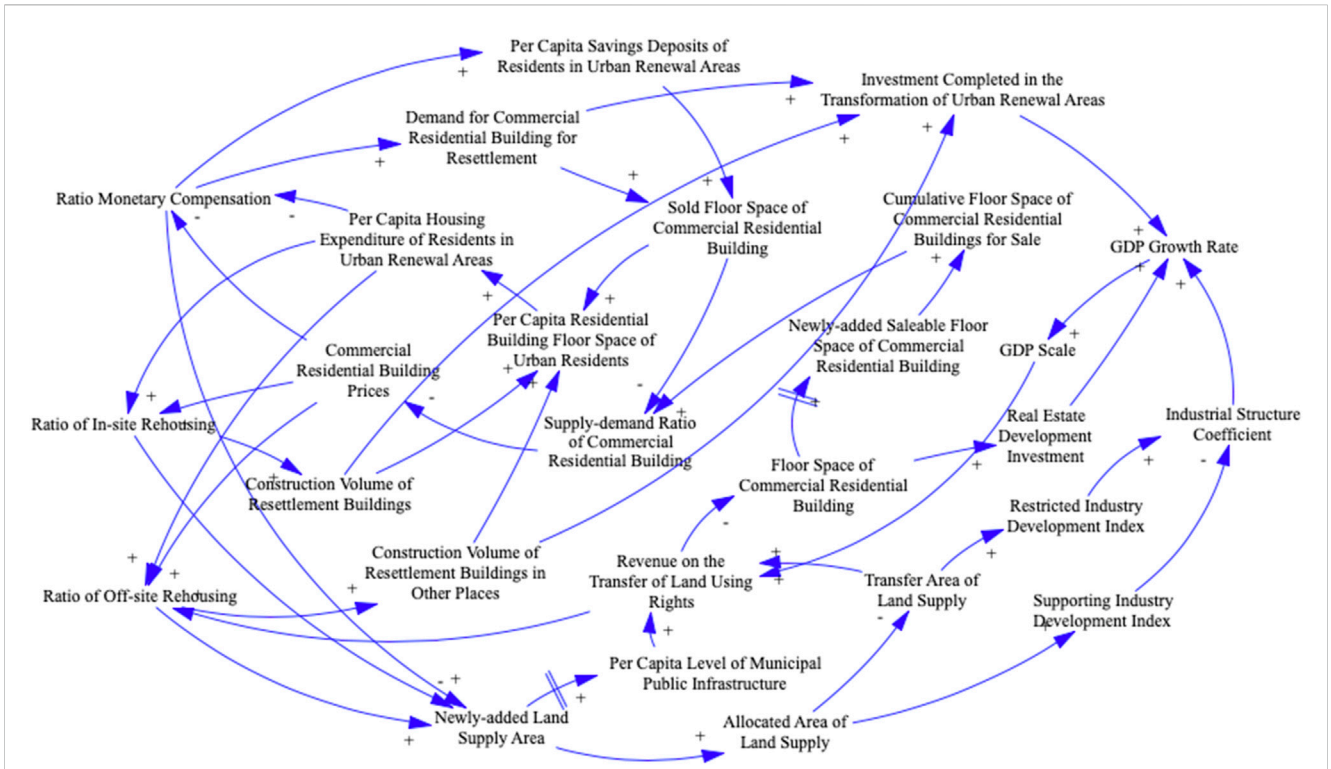 Per Capita Savings Deposits of
Residents in Urban Renewal Areas
Investment Completed in the
Transformation of Urban Renewal Areas
Demand for Commercial
Residential Building for
Resettlement
Ratio Monetary Compensation
Per Capita Housing
Expenditure of Residents in
Urban Renewal Areas
Sold Floor Space of
Commercial Residential
Building
Cumulative Floor Space of
Commercial Residential
Buildings for Sale
GDP Growth Rate
Per Capita Residential
Building Floor Space of
Urban Residents
Newly-added Saleable Floor
Space of Commercial
Residential Building
GDP Scale
Commercial
Residential Building
Prices
Ratio of In-site Rehousing
Supply-demand Ratio
of Commercial
Residential Building
Real Estate
Development
Investment
Industrial Structure
Coefficient
Construction Volume of
Resettlement Buildings
Floor Space of
Commercial Residential
Building
Restricted Industry
Development Index
Construction Volume of
Resettlement Buildings in
Other Places
Revenue on the
Transfer of Land Using
Rights
Transfer Area of
Land Supply
Ratio of Off-site Rehousing
Supporting Industry
Development Index
Per Capita Level of Municipal
Public Infrastructure
Newly-added Land
Supply Area
Allocated Area of
Land Supply